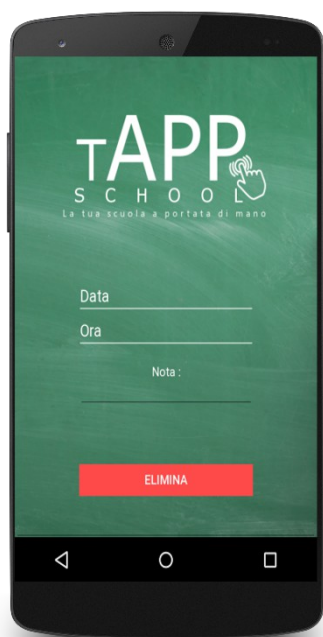 TAPP
SCHOOL
La tua scuola a portata di mano
Data
Ora
Nota :
ELIMINA